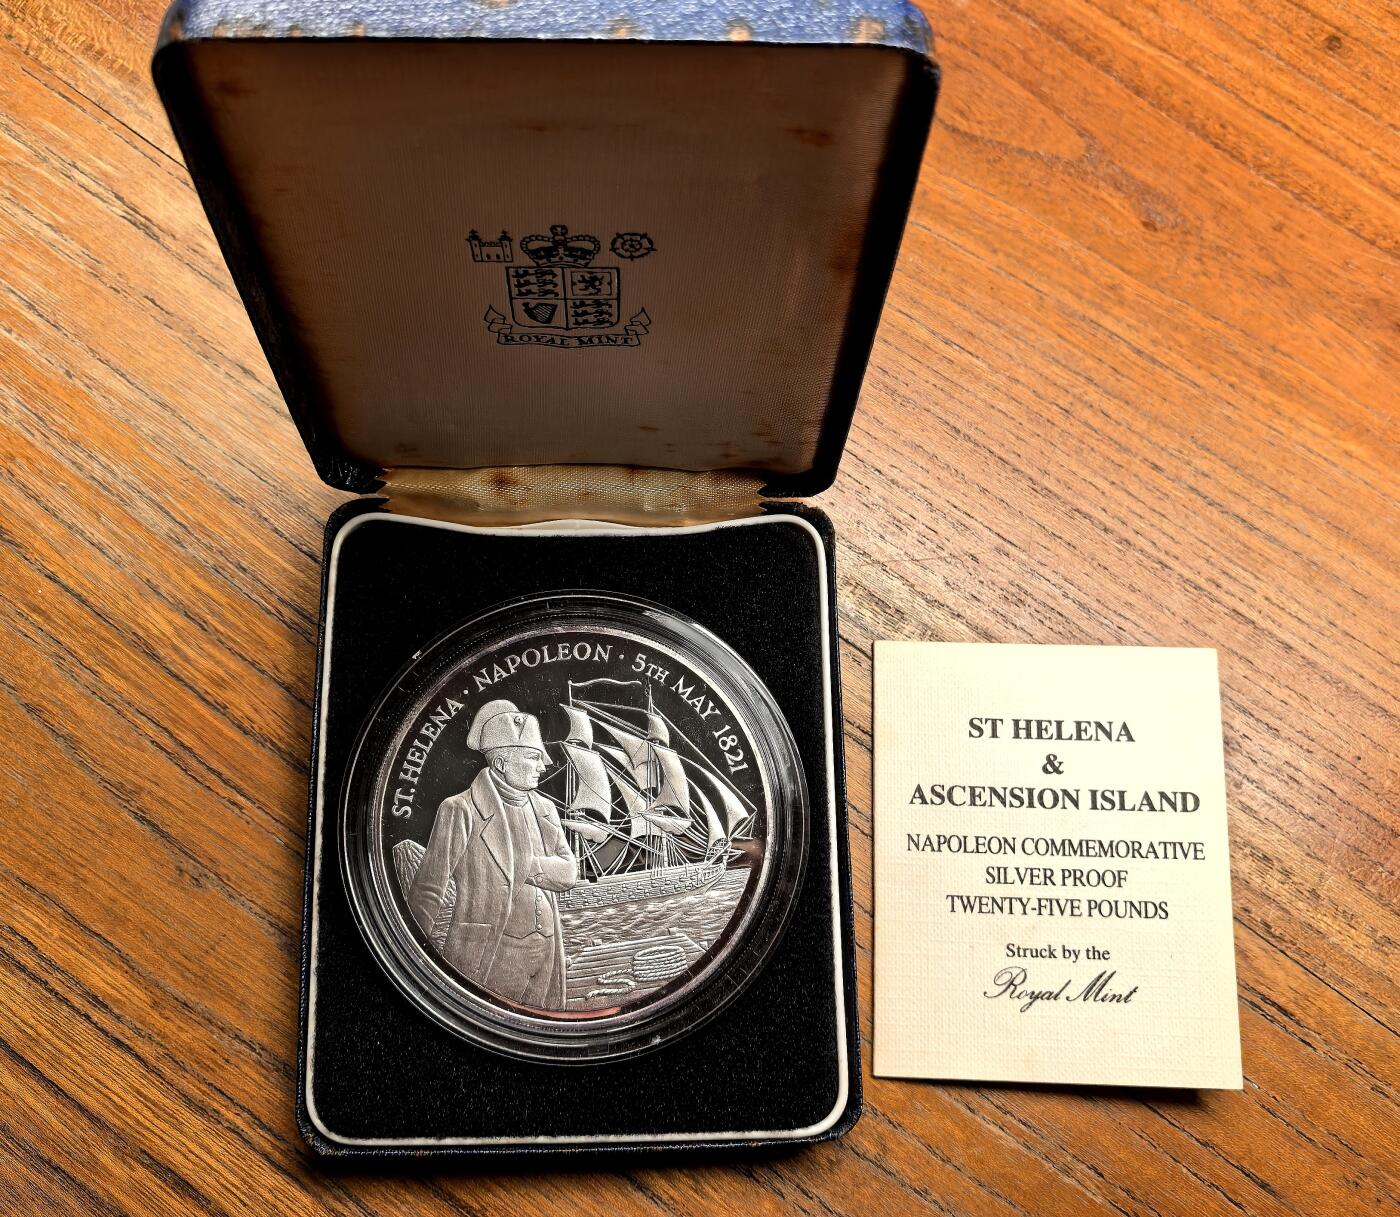 ROYAL MINT
ST. HELENA · NAPOLEON · 5TH MAY 1821
ST HELENA
&
ASCENSION ISLAND
NAPOLEON COMMEMORATIVE
SILVER PROOF
TWENTY-FIVE POUNDS
Struck by the
Royal Mint